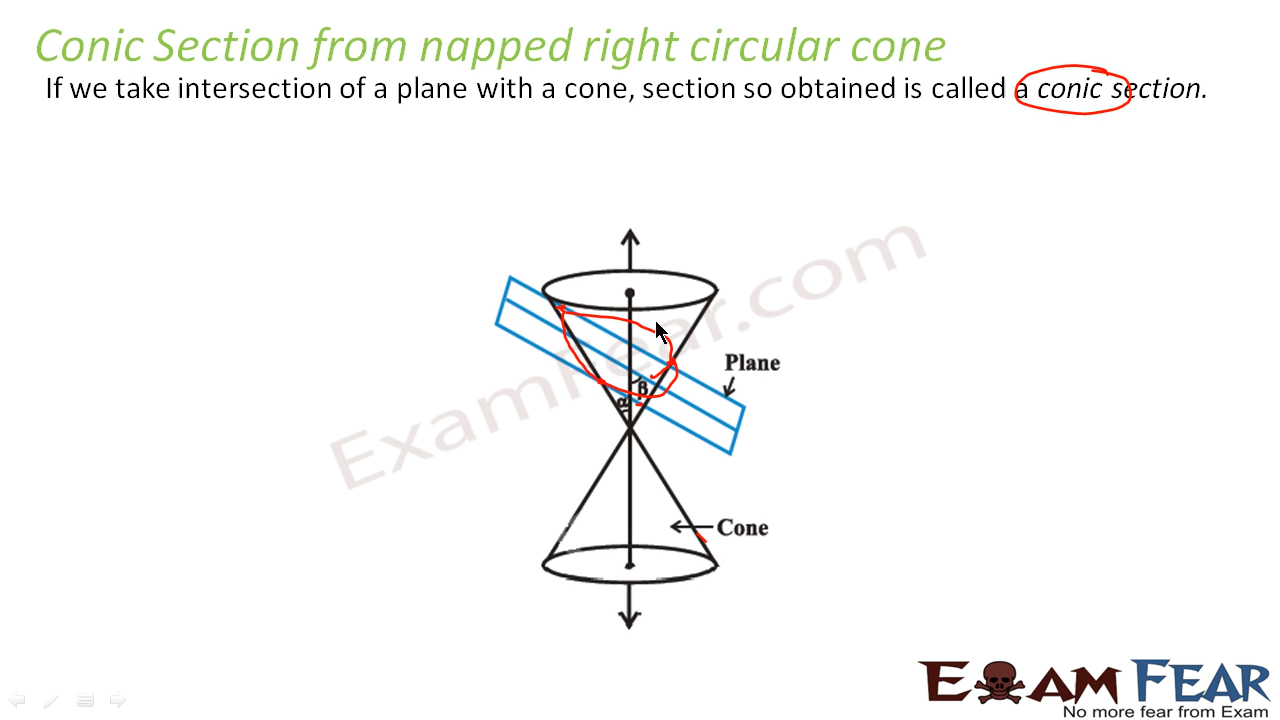 Conic Section from napped right circular cone
If we take intersection of a plane with a cone, section so obtained is called a conic section.
ExamFear.com
Plane
β
α
Cone
EXAM FEAR
No more fear from Exam